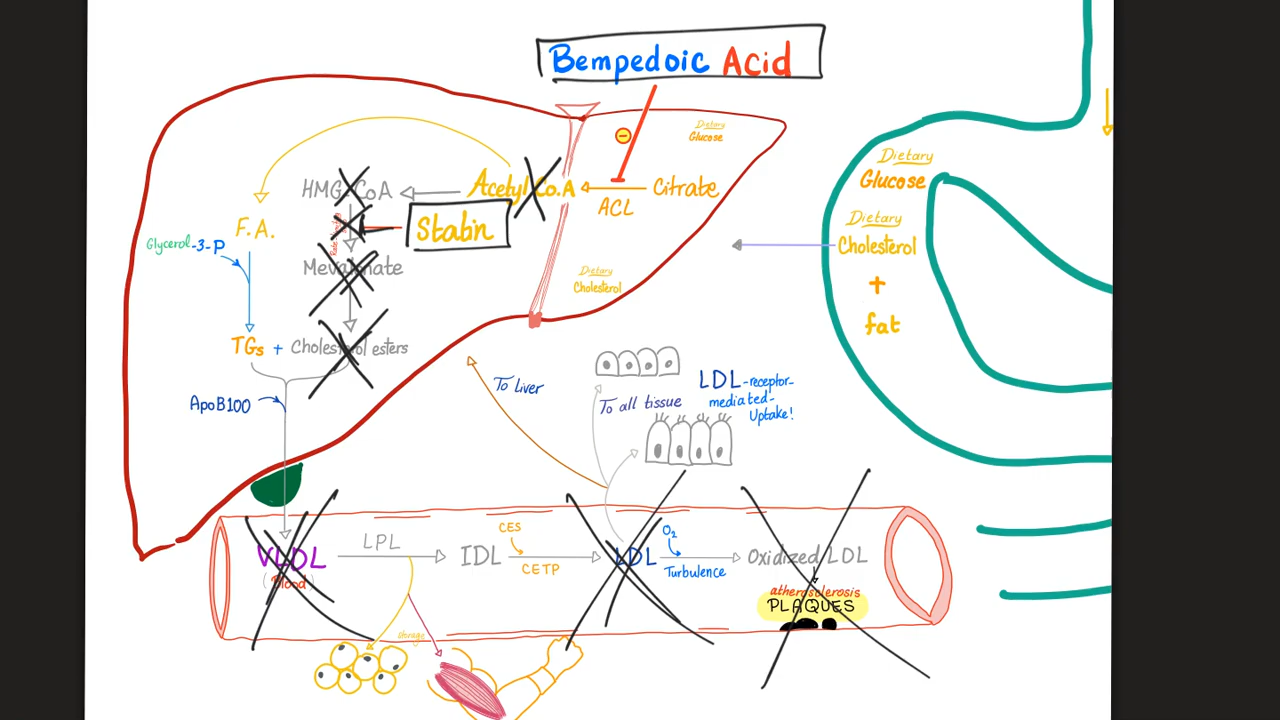 Bempedoic Acid
Dietary
Glucose
HMG CoA
Acetyl Co.A
Citrate
ACL
Statin
F.A.
Glycerol-3-P
Mevalonate
Dietary
Cholesterol
TGs + Cholesterol esters
ApoB100
Dietary
Glucose
Dietary
Cholesterol
+
fat
To Liver
To all tissue
LDL-receptor-
mediated-
Uptake!
VLDL
(Blood)
LPL
IDL
CES
CETP
LDL
O2
Turbulence
Oxidized LDL
atherosclerosis
PLAQUES
storage